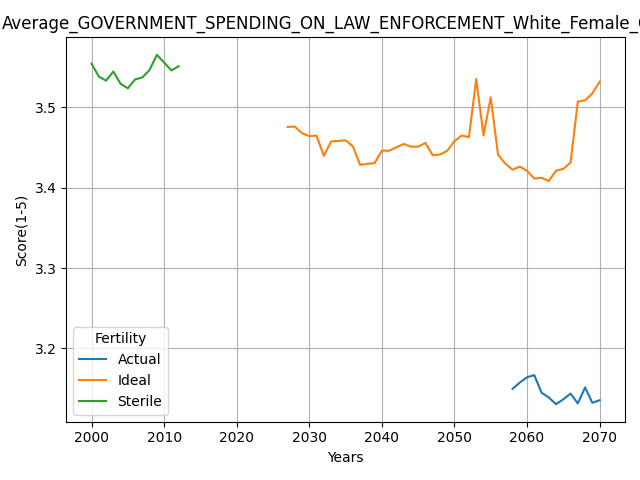 Average_GOVERNMENT_SPENDING_ON_LAW_ENFORCEMENT_White_Female_
Score(1-5)
3.5
3.4
3.3
3.2
Fertility
Actual
Ideal
Sterile
2000 2010 2020 2030 2040 2050 2060 2070
Years